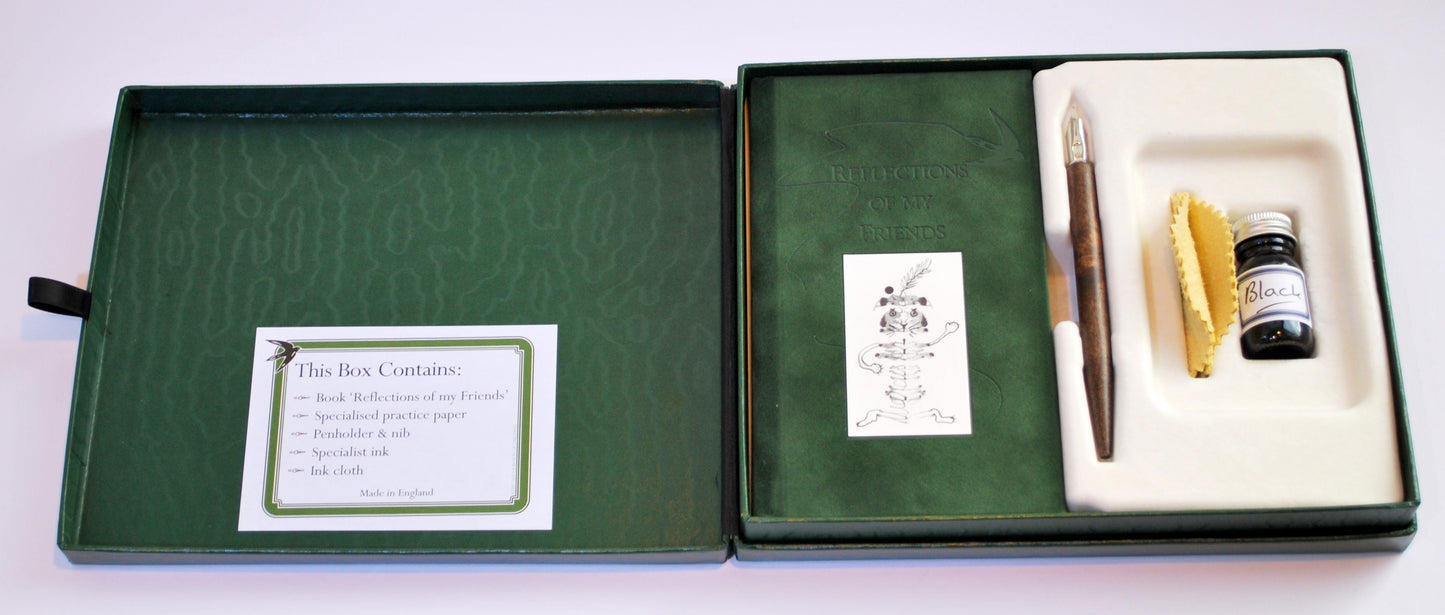 This Box Contains:
Book 'Reflections of my Friends'
Specialised practice paper
Penholder & nib
Specialist ink
Ink cloth
Made in England
REFLECTIONS
OF MY
FRIENDS
Black